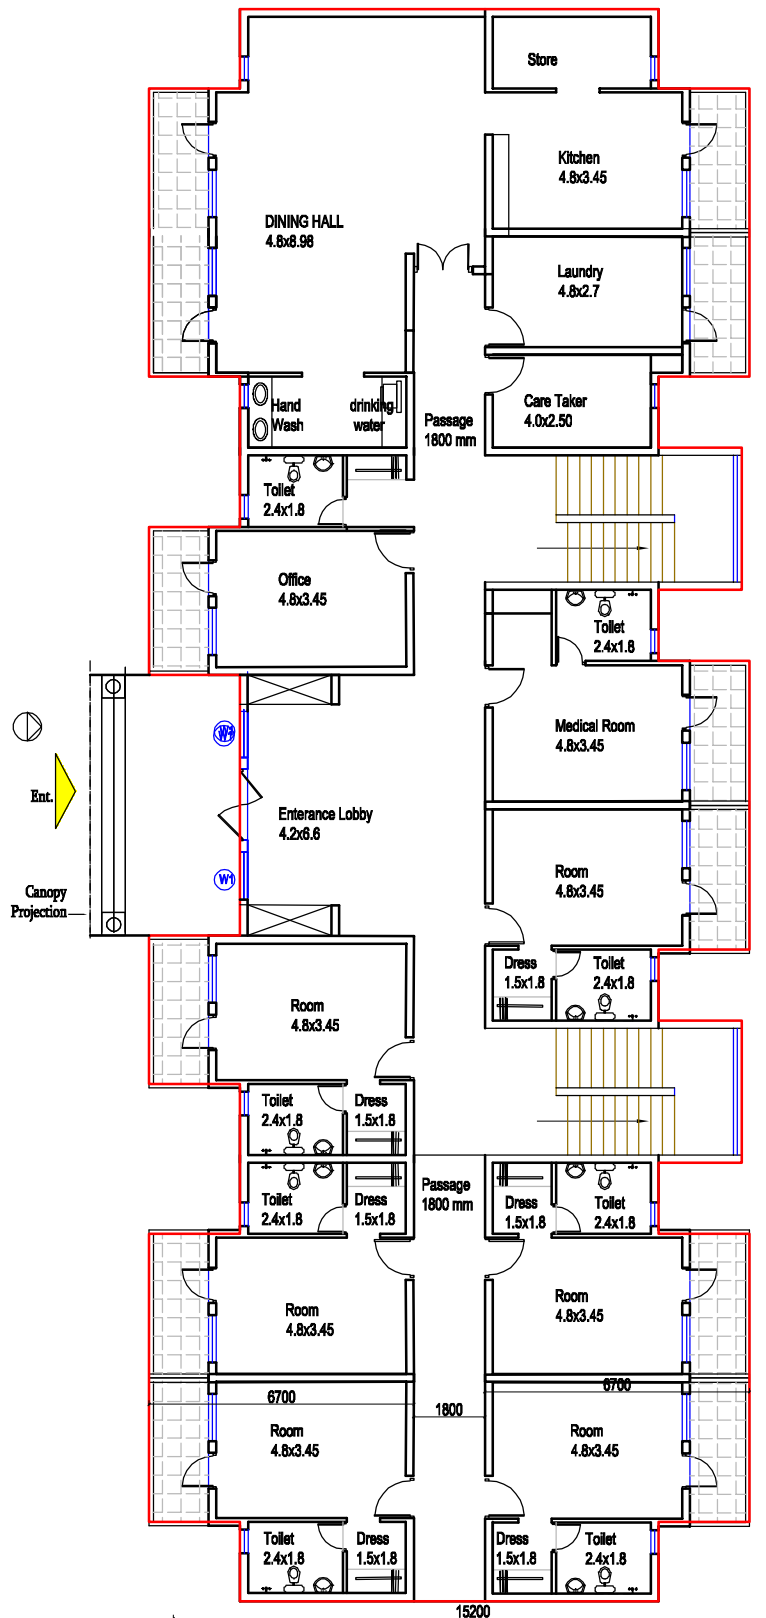 Store
Kitchen
4.8x3.45
DINING HALL
4.8x8.98
Laundry
4.8x2.7
Hand
Wash
drinking
water
Passage
1800 mm
Care Taker
4.0x2.50
Toilet
2.4x1.8
Office
4.8x3.45
Toilet
2.4x1.8
Medical Room
4.8x3.45
Ent.
Enterance Lobby
4.2x6.6
W1
Room
4.8x3.45
Canopy
Projection
Dress
1.5x1.8
Toilet
2.4x1.8
Room
4.8x3.45
Toilet
2.4x1.8
Dress
1.5x1.8
Toilet
2.4x1.8
Dress
1.5x1.8
Passage
1800 mm
Dress
1.5x1.8
Toilet
2.4x1.8
Room
4.8x3.45
Room
4.8x3.45
6700
1800
6700
Room
4.8x3.45
Room
4.8x3.45
Toilet
2.4x1.8
Dress
1.5x1.8
Dress
1.5x1.8
Toilet
2.4x1.8
15200